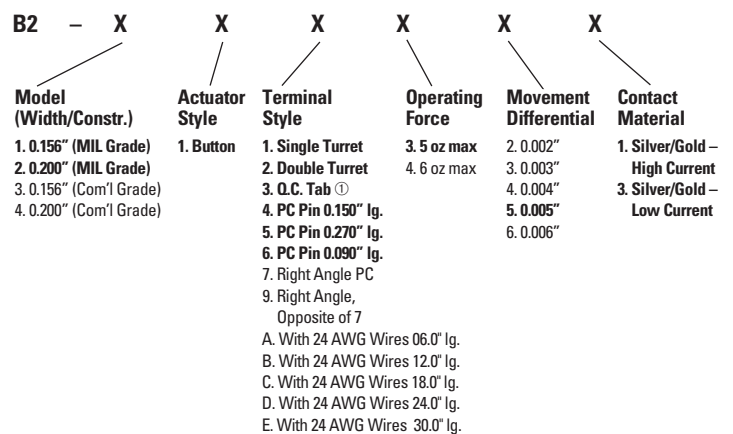 B2 – X X X X X X
Model
(Width/Constr.)
1. 0.156" (MIL Grade)
2. 0.200" (MIL Grade)
3. 0.156" (Com'l Grade)
4. 0.200" (Com'l Grade)
Actuator
Style
1. Button
Terminal
Style
1. Single Turret
2. Double Turret
3. Q.C. Tab ①
4. PC Pin 0.150" lg.
5. PC Pin 0.270" lg.
6. PC Pin 0.090" lg.
7. Right Angle PC
9. Right Angle,
Opposite of 7
A. With 24 AWG Wires 06.0" lg.
B. With 24 AWG Wires 12.0" lg.
C. With 24 AWG Wires 18.0" lg.
D. With 24 AWG Wires 24.0" lg.
E. With 24 AWG Wires 30.0" lg.
Operating
Force
3. 5 oz max
4. 6 oz max
Movement
Differential
2. 0.002"
3. 0.003"
4. 0.004"
5. 0.005"
6. 0.006"
Contact
Material
1. Silver/Gold –
High Current
3. Silver/Gold –
Low Current